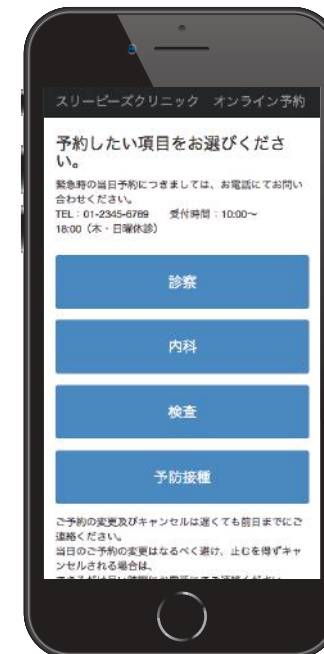 スリーピーズクリニック　オンライン予約
予約したい項目をお選びくださ
い。
緊急時の当日予約につきましては、お電話にてお問い
合わせください。
TEL：01-2345-6789　受付時間：10:00〜
18:00（木・日曜休診）
診察
内科
検査
予防接種
ご予約の変更及びキャンセルは遅くても前日までにご
連絡ください。
当日のご予約の変更はなるべく避け、止むを得ずキャ
ンセルされる場合は、